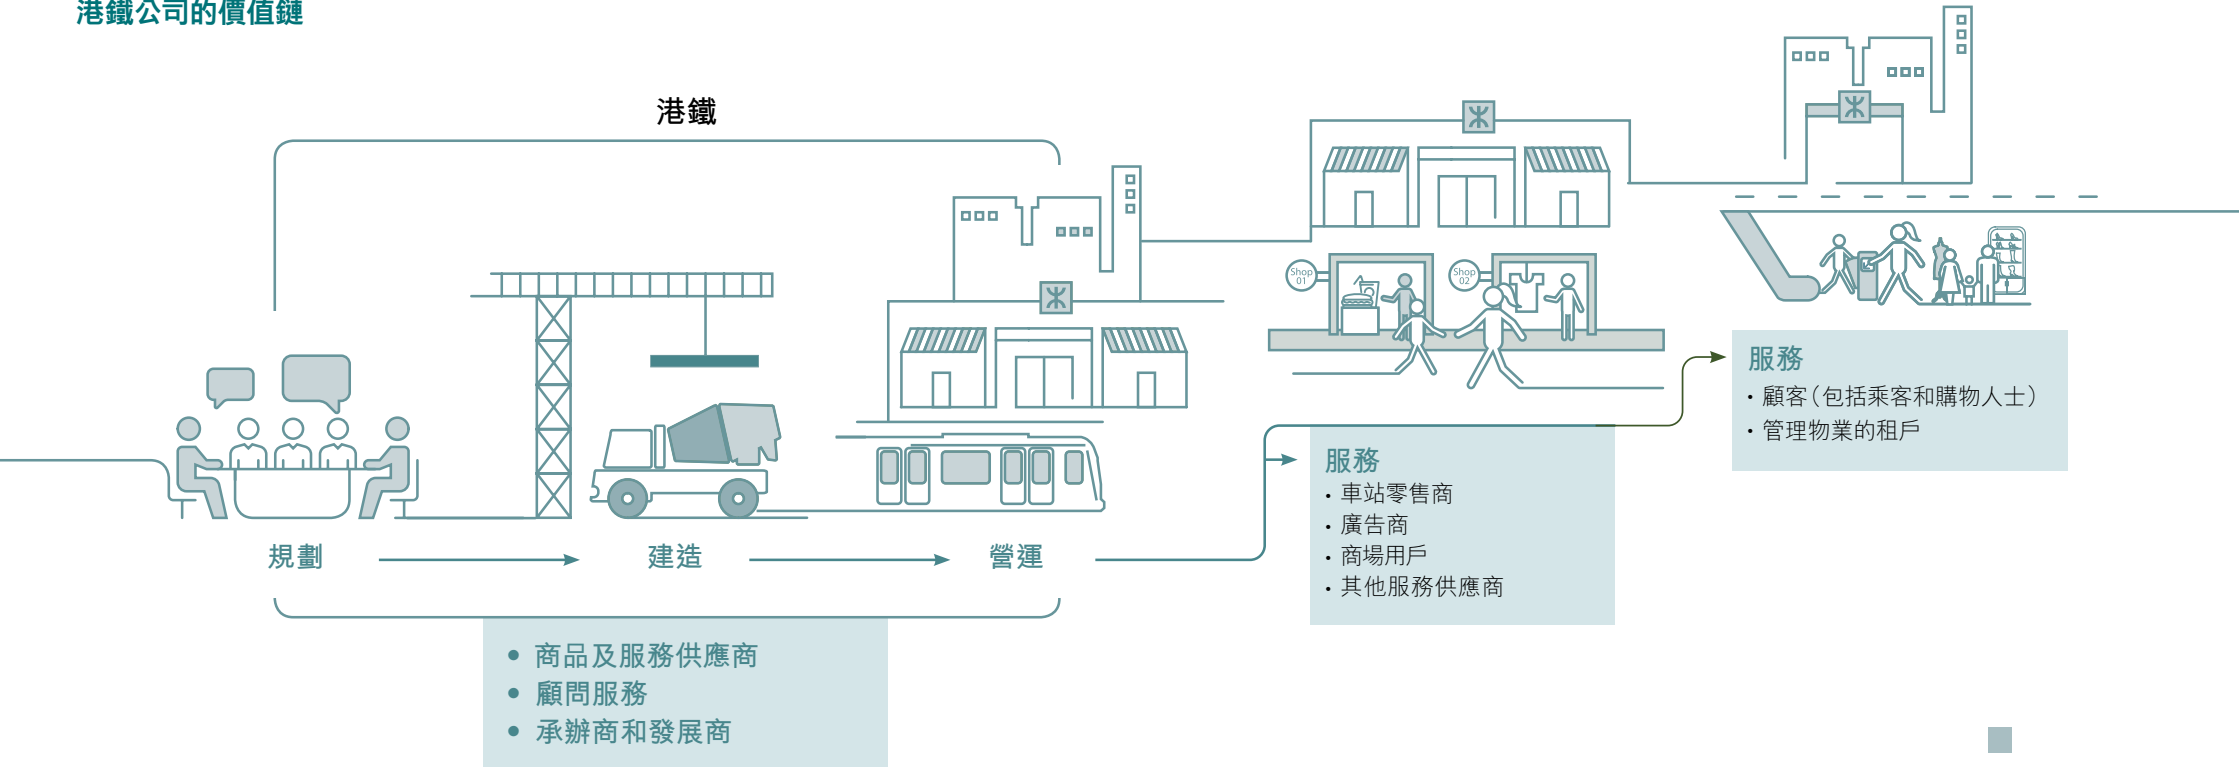 港鐵公司的價值鏈
港鐵
規劃
建造
營運
• 商品及服務供應商
• 顧問服務
• 承辦商和發展商
Shop
01
Shop
02
服務
• 車站零售商
• 廣告商
• 商場用戶
• 其他服務供應商
服務
• 顧客（包括乘客和購物人士）
• 管理物業的租戶